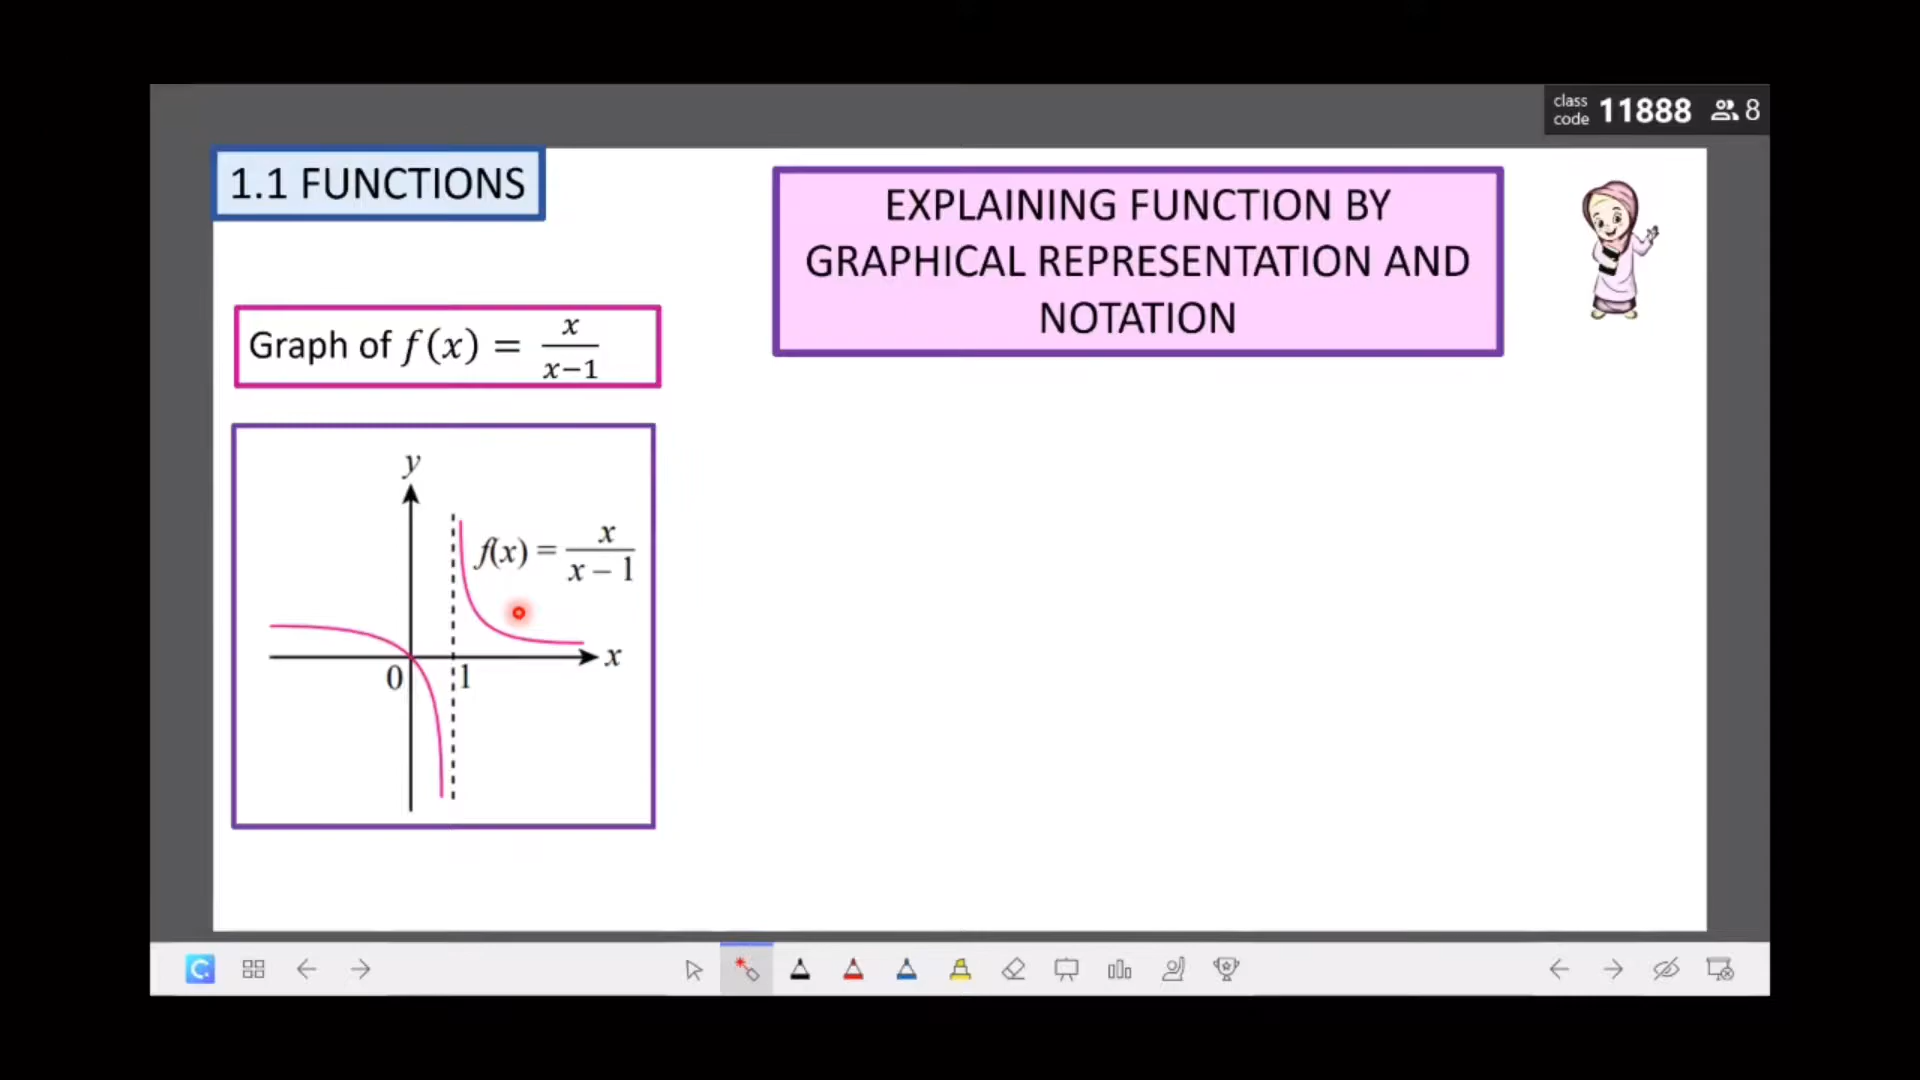 class code 11888 8
1.1 FUNCTIONS
EXPLAINING FUNCTION BY
GRAPHICAL REPRESENTATION AND
NOTATION
Graph of f(x) = x/(x−1)
y
f(x) = x/(x − 1)
x
0
1